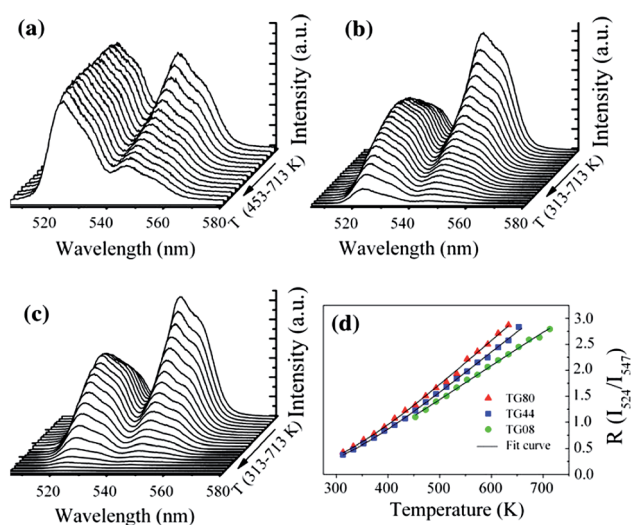 (a)
Intensity (a.u.)
520 540 560 580
Wavelength (nm)
T (453-713 K)
(b)
Intensity (a.u.)
520 540 560 580
Wavelength (nm)
T (313-713 K)
(c)
Intensity (a.u.)
520 540 560 580
Wavelength (nm)
T (313-713 K)
(d)
3.0
2.5
2.0
1.5
1.0
0.5
0.0
R (I524/I547)
TG80
TG44
TG08
Fit curve
300 400 500 600 700
Temperature (K)